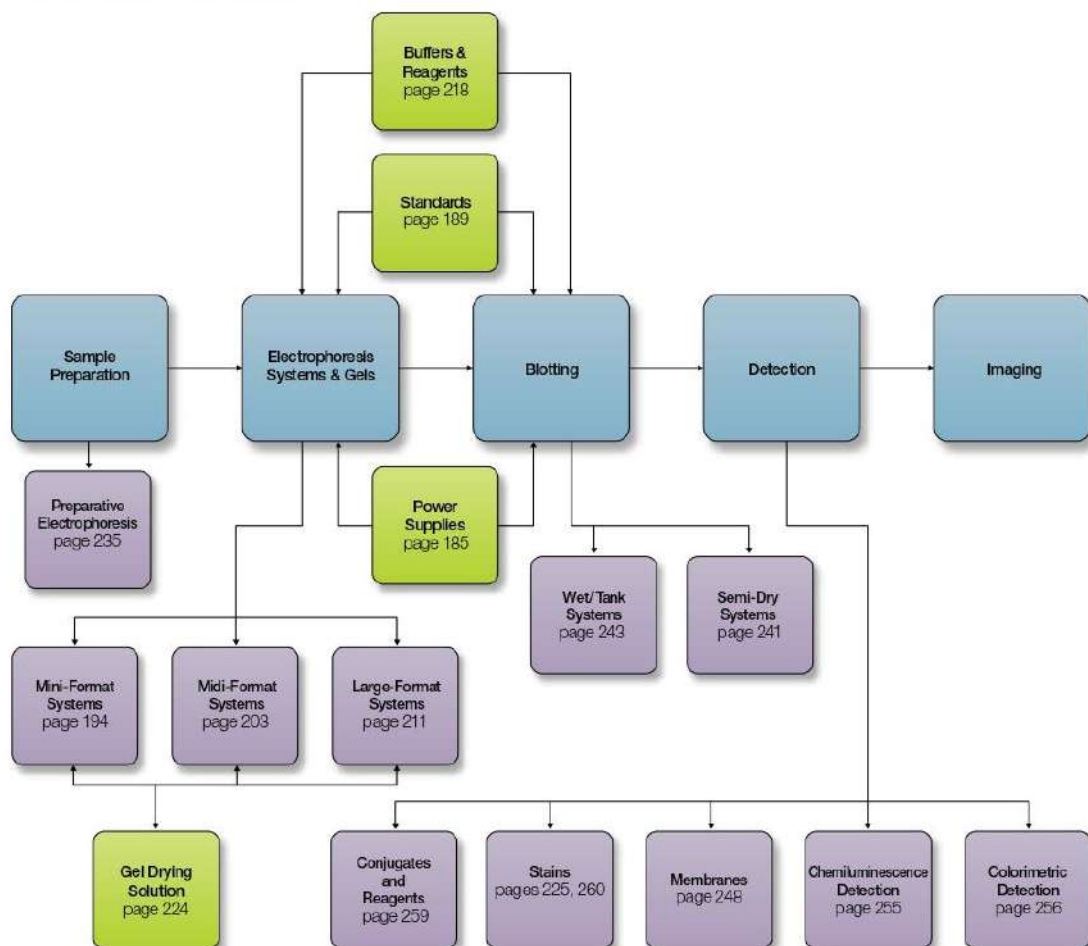 Buffers &
Reagents
page 218
Standards
page 189
Sample
Preparation
Electrophoresis
Systems & Gels
Blotting
Detection
Imaging
Preparative
Electrophoresis
page 235
Power
Supplies
page 185
Wet/Tank
Systems
page 243
Semi-Dry
Systems
page 241
Mini-Format
Systems
page 194
Midi-Format
Systems
page 203
Large-Format
Systems
page 211
Gel Drying
Solution
page 224
Conjugates
and
Reagents
page 259
Stains
pages 225, 260
Membranes
page 248
Chemiluminescence
Detection
page 255
Colorimetric
Detection
page 256